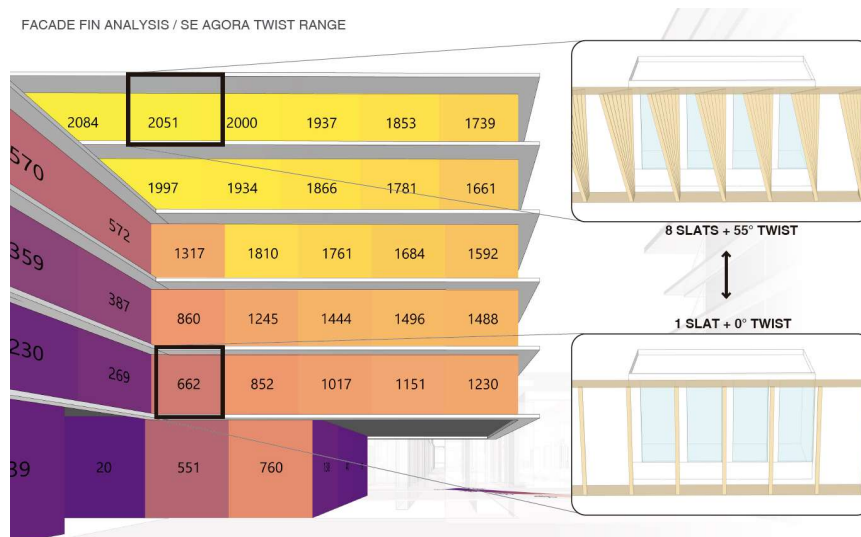 FACADE FIN ANALYSIS / SE AGORA TWIST RANGE
2084 2051 2000 1937 1853 1739
570 1997 1934 1866 1781 1661
572 1317 1810 1761 1684 1592
8 SLATS + 55° TWIST
359 387 860 1245 1444 1496 1488
1 SLAT + 0° TWIST
230 269 662 852 1017 1151 1230
39 20 551 760